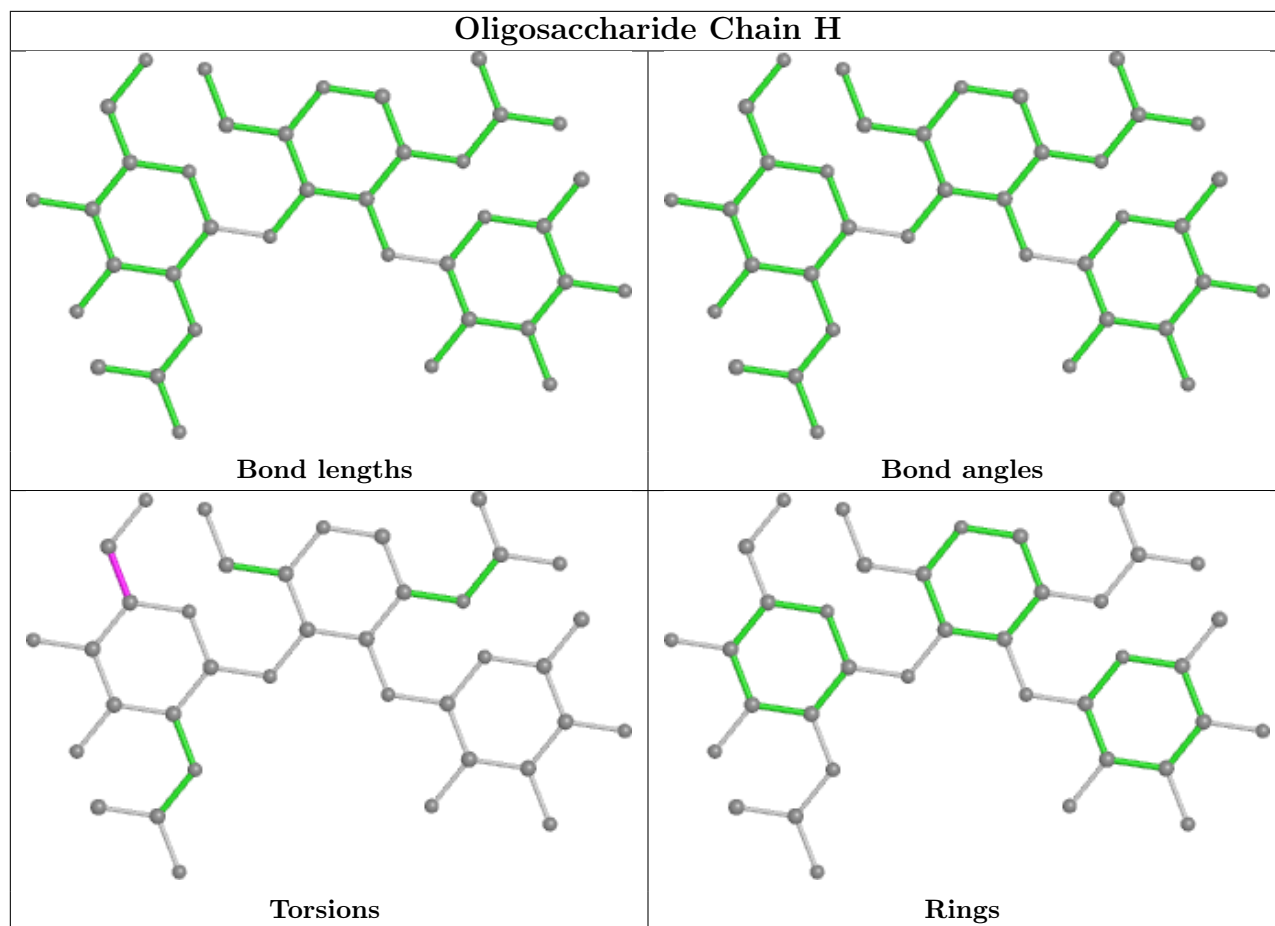 Oligosaccharide Chain H
Bond lengths
Bond angles
Torsions
Rings